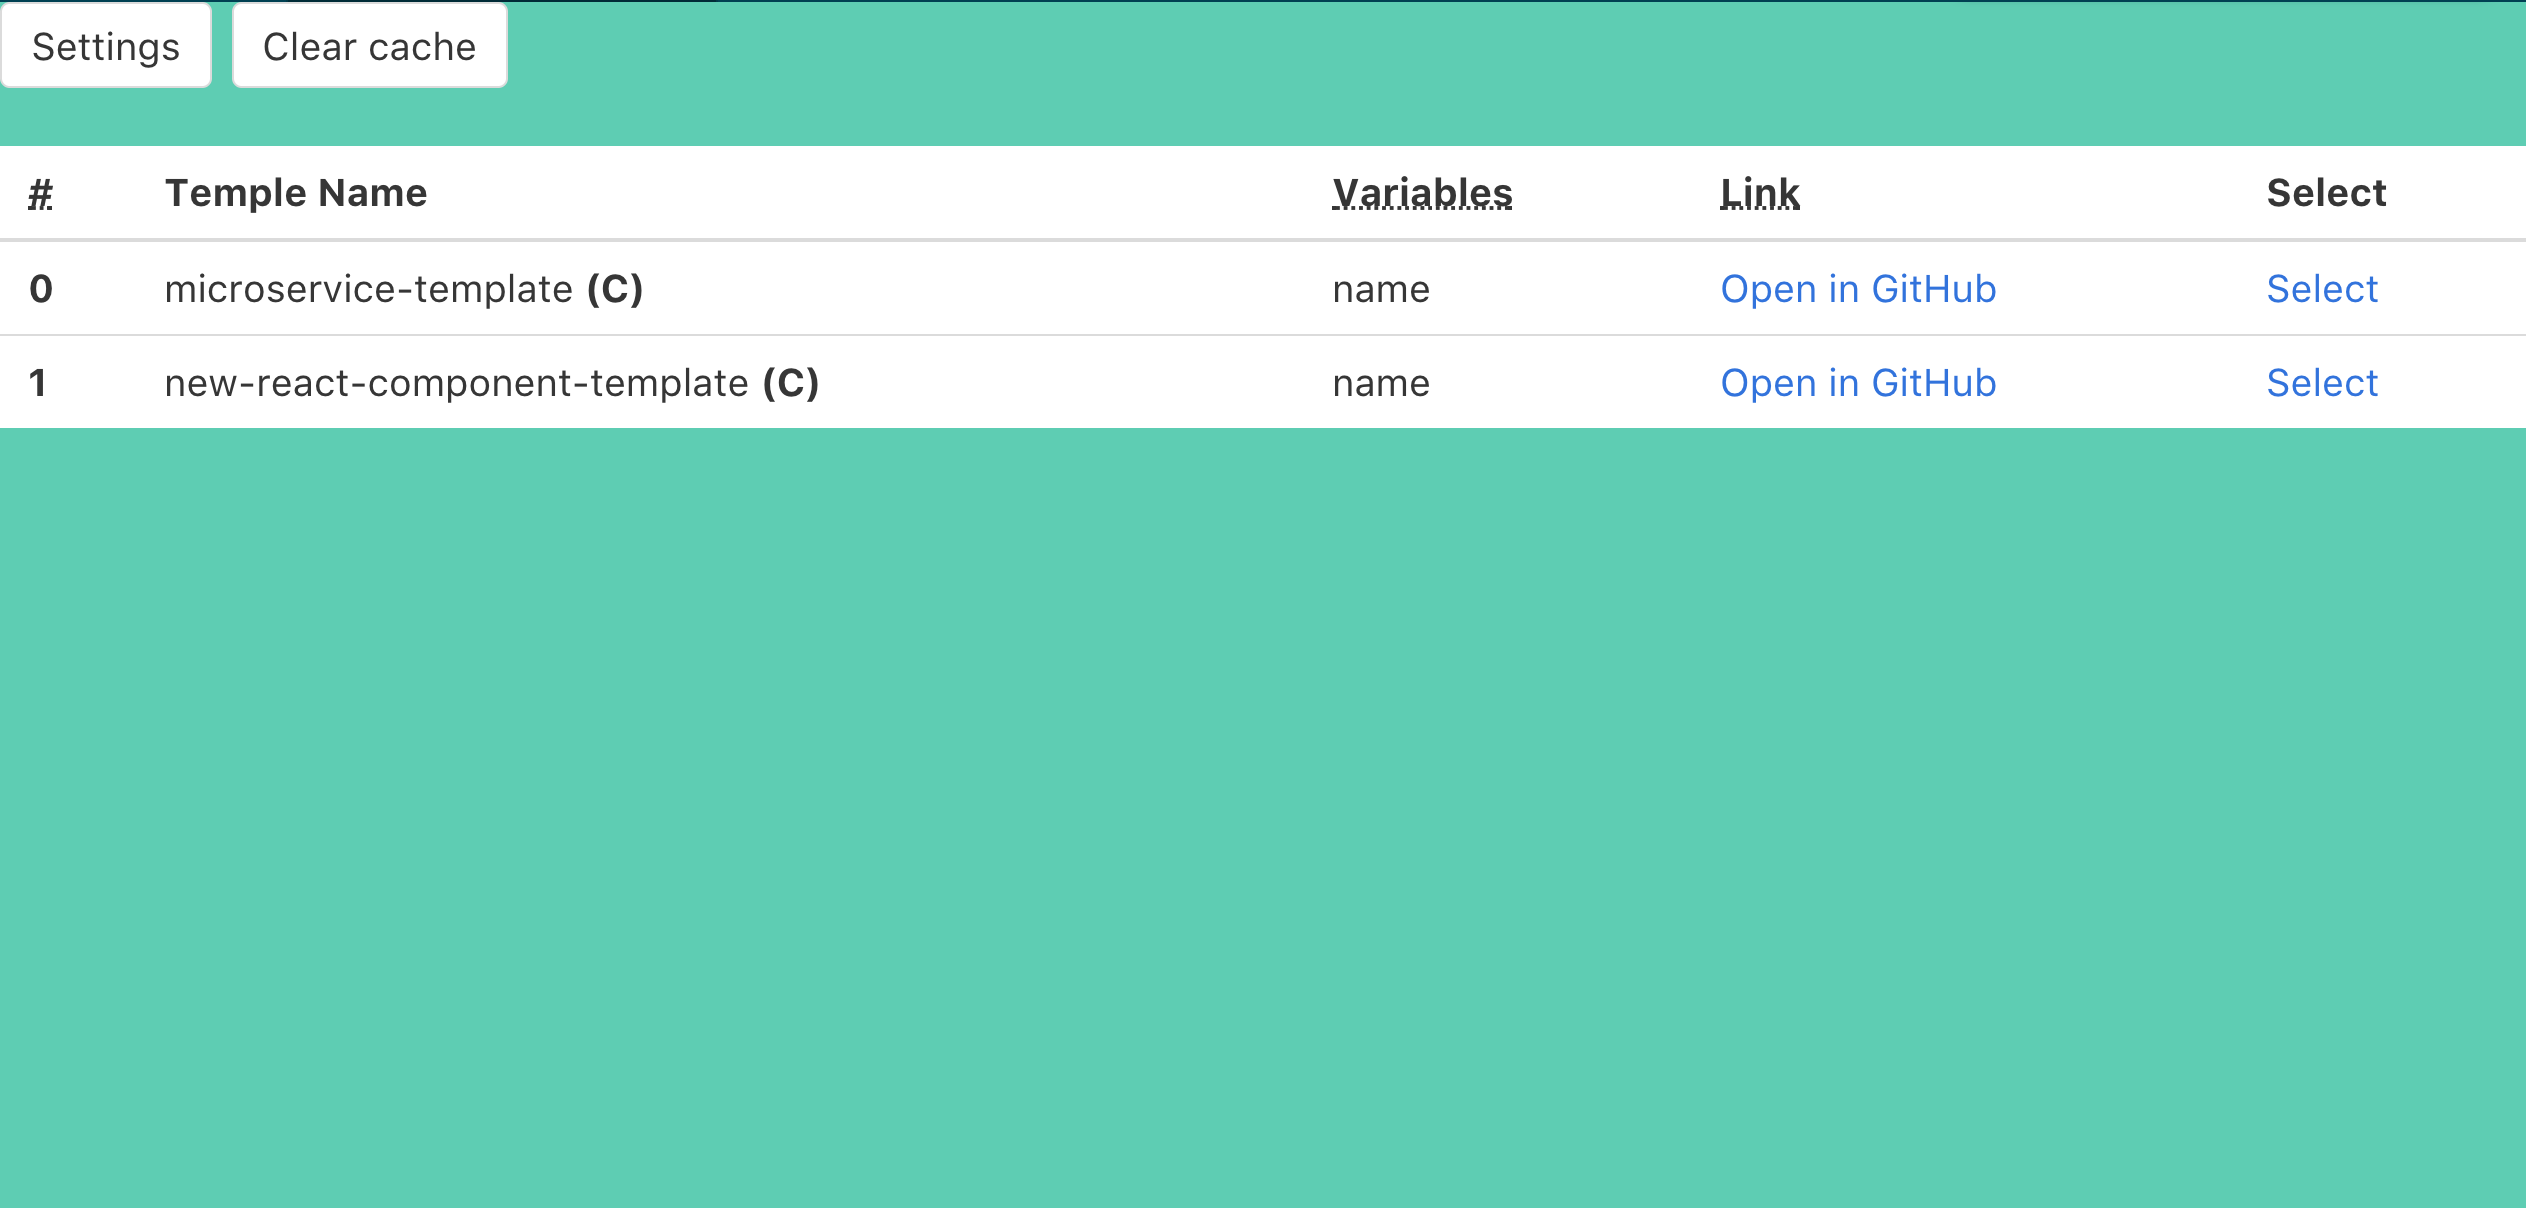 Settings Clear cache
# Temple Name Variables Link Select
0 microservice-template (C) name Open in GitHub Select
1 new-react-component-template (C) name Open in GitHub Select